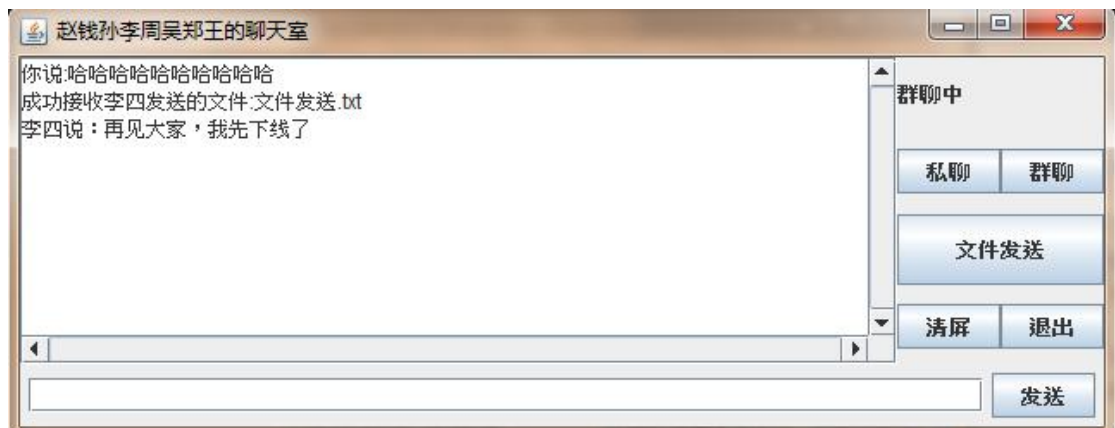 赵钱孙李周吴郑王的聊天室
你说:哈哈哈哈哈哈哈哈哈哈
成功接收李四发送的文件:文件发送.txt
李四说：再见大家，我先下线了
群聊中
私聊 群聊
文件发送
清屏 退出
发送